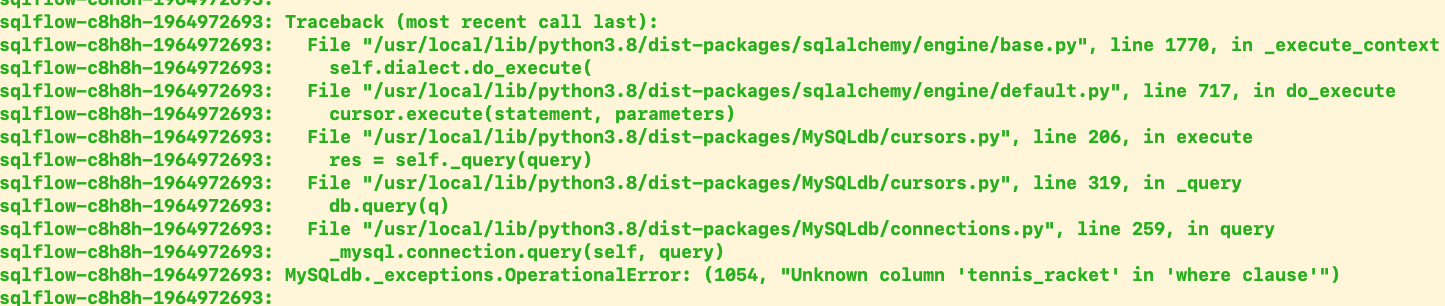 sqlflow-c8h8h-1964972693:
sqlflow-c8h8h-1964972693: Traceback (most recent call last):
sqlflow-c8h8h-1964972693:   File "/usr/local/lib/python3.8/dist-packages/sqlalchemy/engine/base.py", line 1770, in _execute_context
sqlflow-c8h8h-1964972693:     self.dialect.do_execute(
sqlflow-c8h8h-1964972693:   File "/usr/local/lib/python3.8/dist-packages/sqlalchemy/engine/default.py", line 717, in do_execute
sqlflow-c8h8h-1964972693:     cursor.execute(statement, parameters)
sqlflow-c8h8h-1964972693:   File "/usr/local/lib/python3.8/dist-packages/MySQLdb/cursors.py", line 206, in execute
sqlflow-c8h8h-1964972693:     res = self._query(query)
sqlflow-c8h8h-1964972693:   File "/usr/local/lib/python3.8/dist-packages/MySQLdb/cursors.py", line 319, in _query
sqlflow-c8h8h-1964972693:     db.query(q)
sqlflow-c8h8h-1964972693:   File "/usr/local/lib/python3.8/dist-packages/MySQLdb/connections.py", line 259, in query
sqlflow-c8h8h-1964972693:     _mysql.connection.query(self, query)
sqlflow-c8h8h-1964972693: MySQLdb._exceptions.OperationalError: (1054, "Unknown column 'tennis_racket' in 'where clause'")
sqlflow-c8h8h-1964972693: